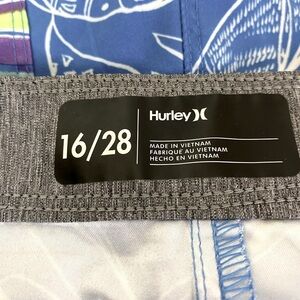 Hurley )(
16/28
MADE IN VIETNAM
FABRIQUÉ AU VIETNAM
HECHO EN VIETNAM